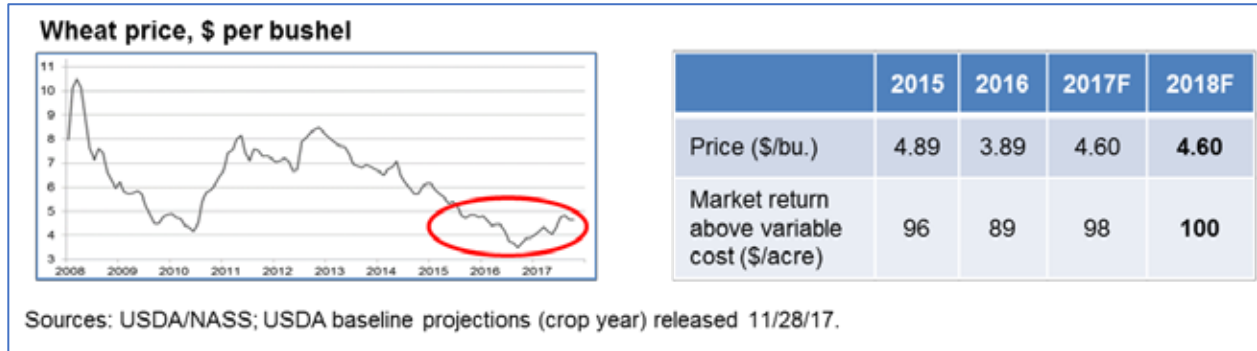 Wheat price, $ per bushel
11
10
9
8
7
6
5
4
3
2008 2009 2010 2011 2012 2013 2014 2015 2016 2017
2015 2016 2017F 2018F
Price ($/bu.) 4.89 3.89 4.60 4.60
Market return
above variable
cost ($/acre) 96 89 98 100
Sources: USDA/NASS; USDA baseline projections (crop year) released 11/28/17.